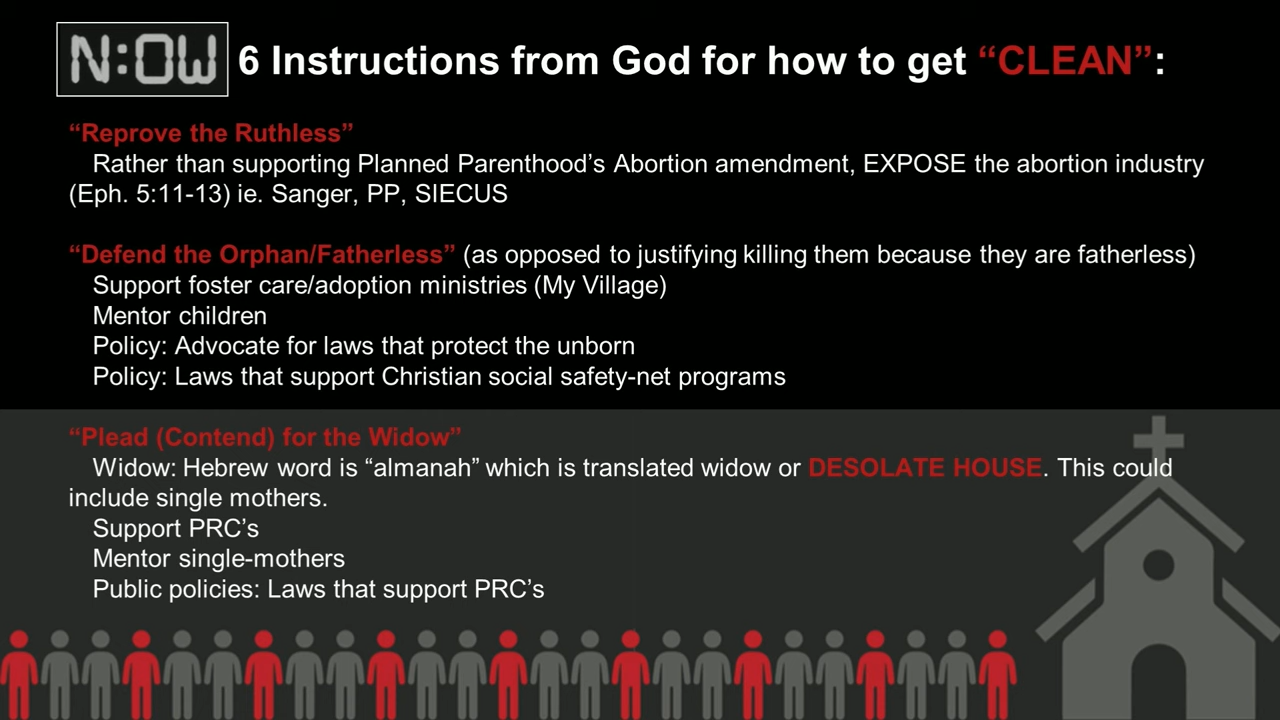 N:OW 6 Instructions from God for how to get “CLEAN”:
“Reprove the Ruthless”
Rather than supporting Planned Parenthood’s Abortion amendment, EXPOSE the abortion industry
(Eph. 5:11-13) ie. Sanger, PP, SIECUS
“Defend the Orphan/Fatherless” (as opposed to justifying killing them because they are fatherless)
Support foster care/adoption ministries (My Village)
Mentor children
Policy: Advocate for laws that protect the unborn
Policy: Laws that support Christian social safety-net programs
“Plead (Contend) for the Widow”
Widow: Hebrew word is “almanah” which is translated widow or DESOLATE HOUSE. This could
include single mothers.
Support PRC’s
Mentor single-mothers
Public policies: Laws that support PRC’s